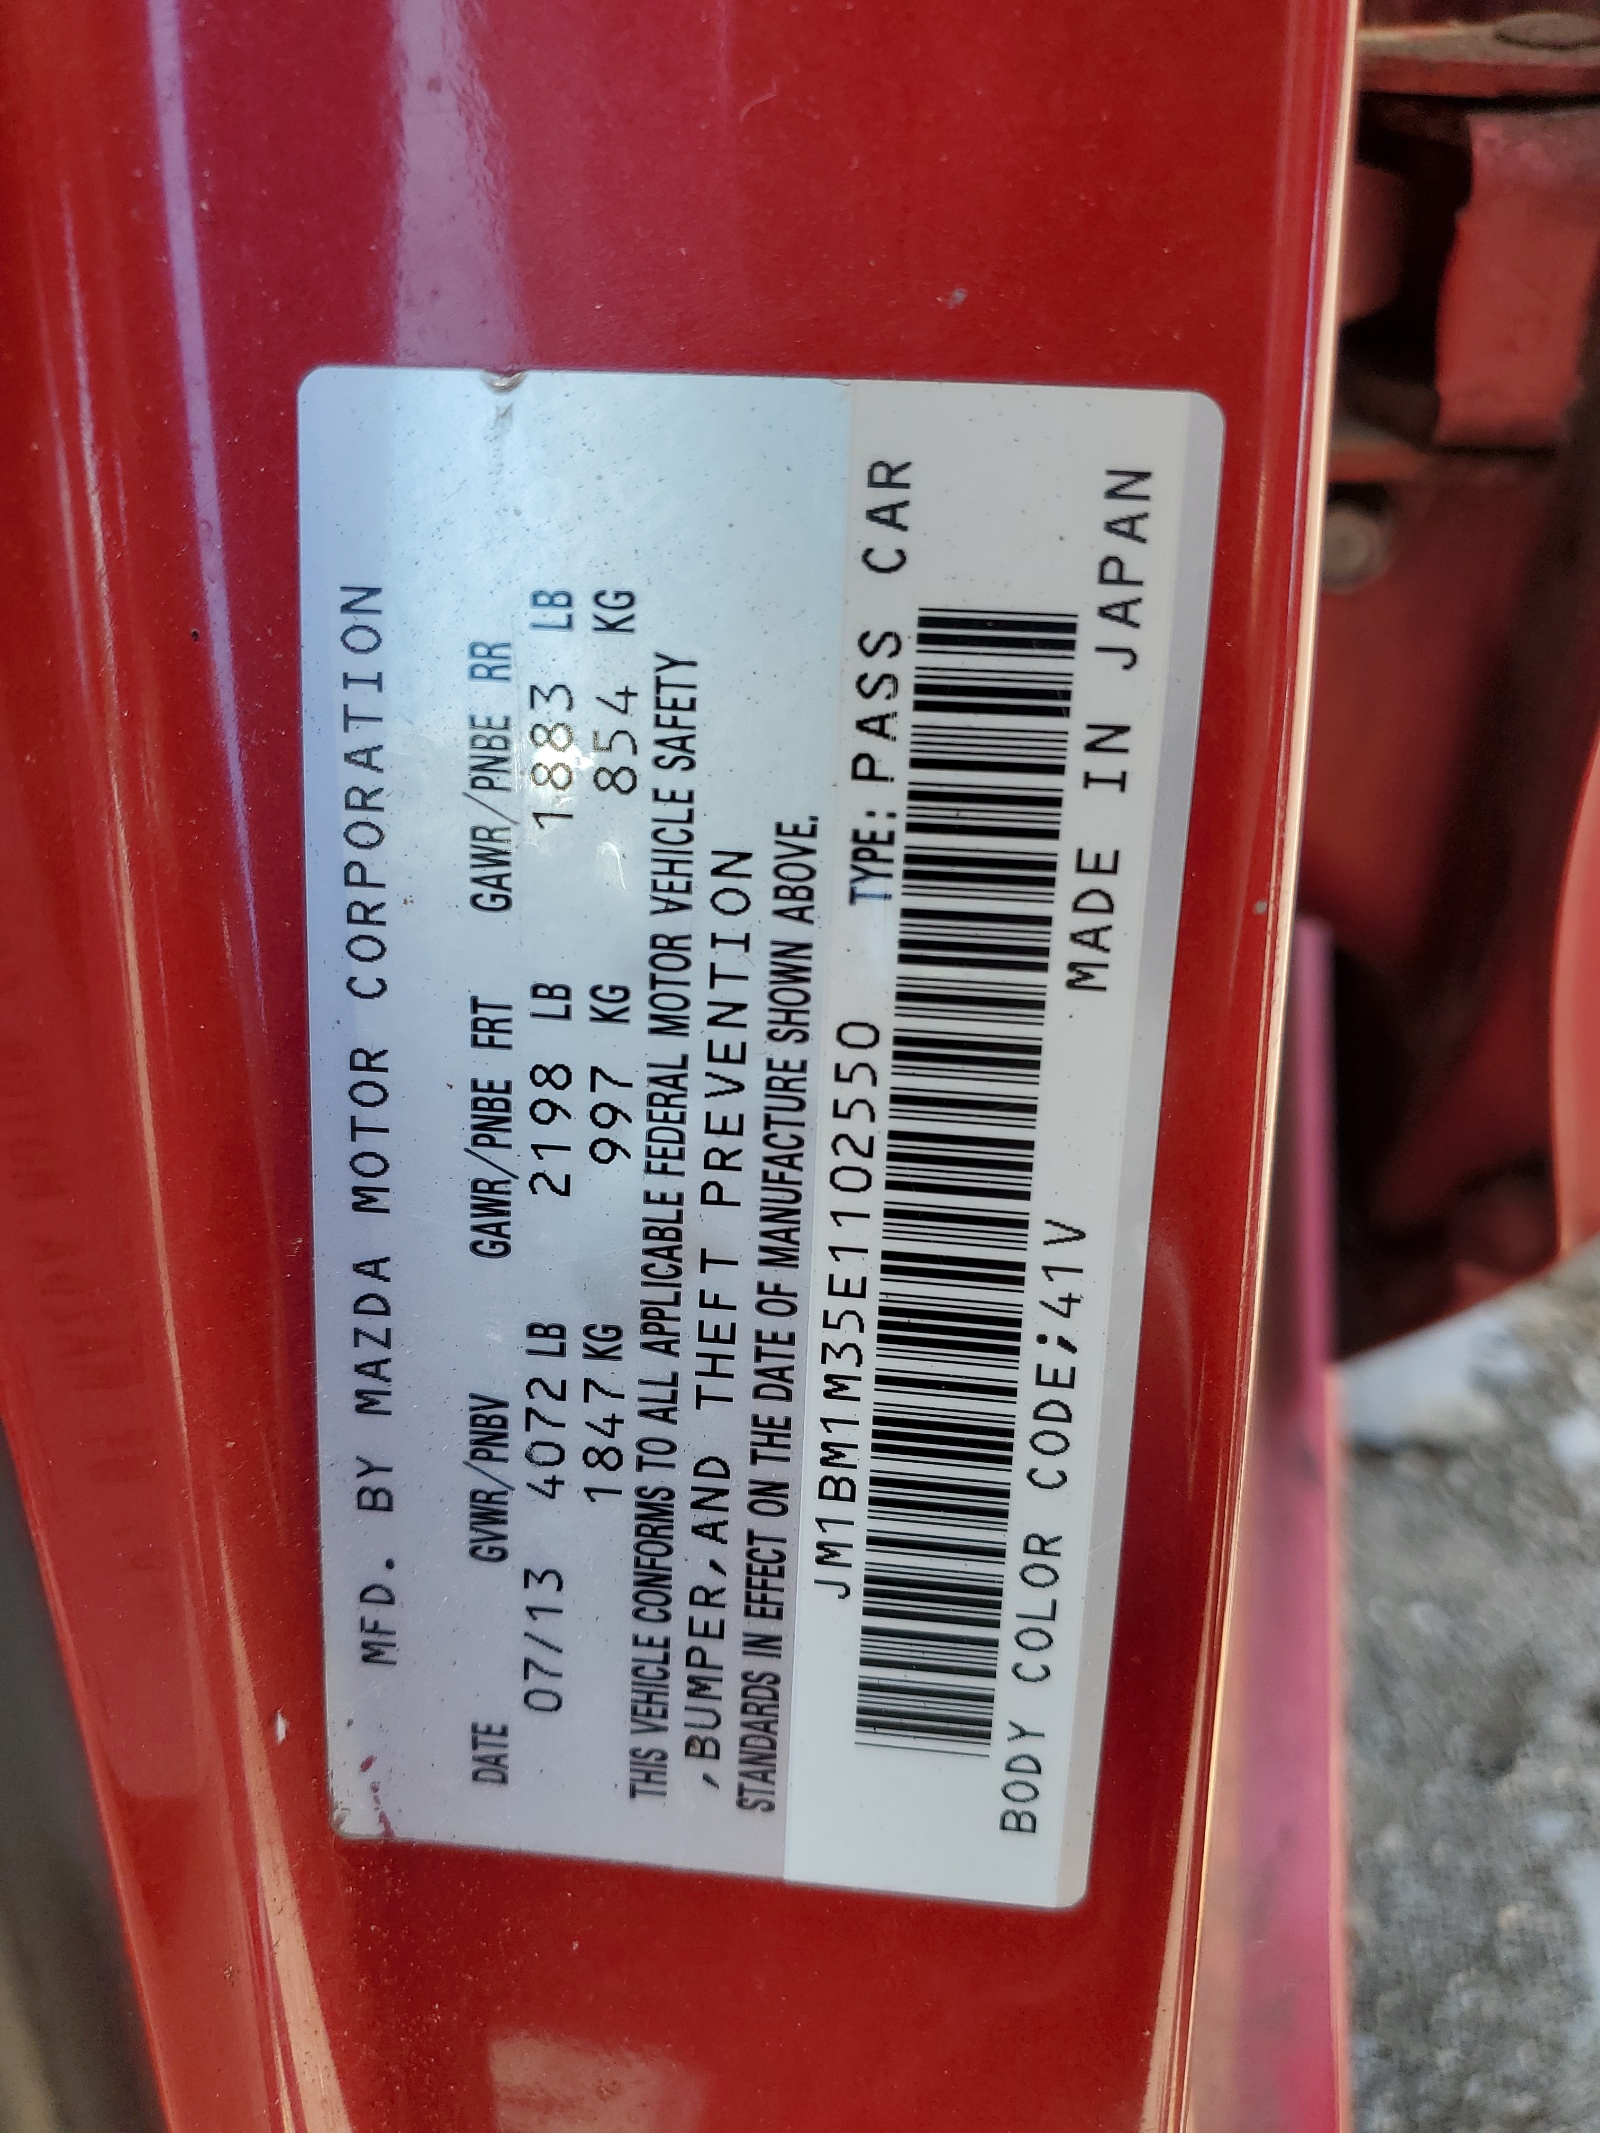 MFD. BY MAZDA MOTOR CORPORATION
DATE GVWR/PNBV GAWR/PNBE FRT GAWR/PNBE RR
07/13 4072 LB 2198 LB 1883 LB
1847 KG 997 KG 854 KG
THIS VEHICLE CONFORMS TO ALL APPLICABLE FEDERAL MOTOR VEHICLE SAFETY
,BUMPER,AND THEFT PREVENTION
STANDARDS IN EFFECT ON THE DATE OF MANUFACTURE SHOWN ABOVE.
JM1BM1M35E1102550 TYPE: PASS CAR
BODY COLOR CODE;41V MADE IN JAPAN